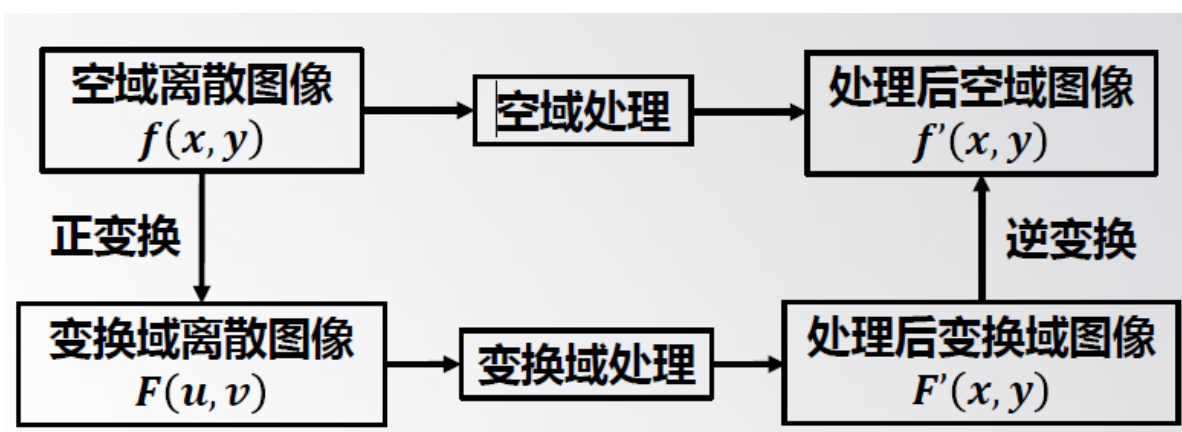 空域离散图像
f(x, y)
空域处理
处理后空域图像
f’(x, y)
正变换
逆变换
变换域离散图像
F(u, v)
变换域处理
处理后变换域图像
F’(x, y)